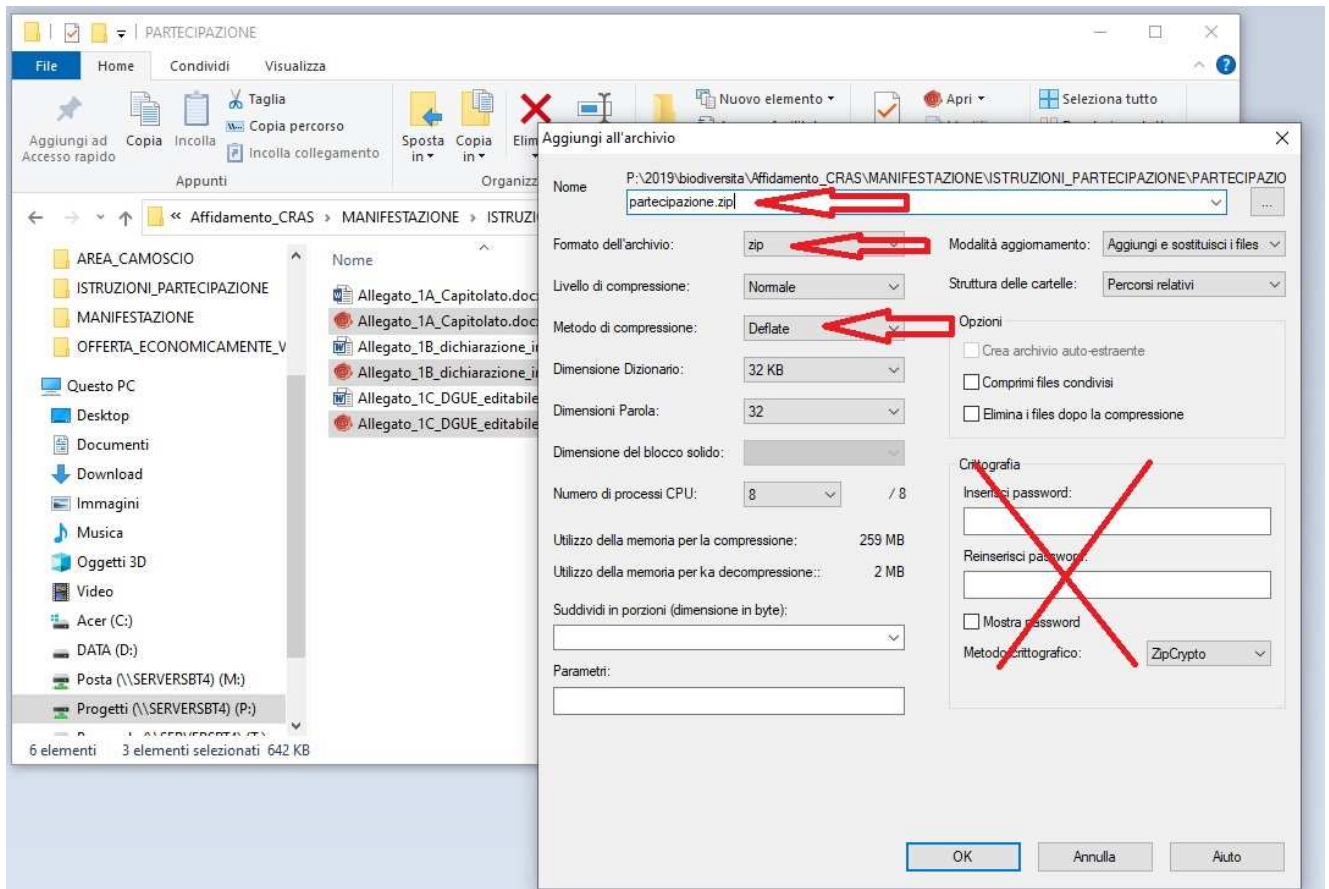 PARTECIPAZIONE
File Home Condividi Visualizza
Aggiungi ad Accesso rapido
Copia
Incolla
Taglia
Copia percorso
Incolla collegamento
Appunti
Sposta in
Copia in
Nuovo elemento
Apri
Seleziona tutto
« Affidamento_CRAS > MANIFESTAZIONE >
AREA_CAMOSCIO
ISTRUZIONI_PARTECIPAZIONE
MANIFESTAZIONE
OFFERTA_ECONOMICAMENTE_V
Questo PC
Desktop
Documenti
Download
Immagini
Musica
Oggetti 3D
Video
Acer (C:)
DATA (D:)
Posta (\\SERVERSBT4) (M:)
Progetti (\\SERVERSBT4) (P:)
6 elementi 3 elementi selezionati 642 KB
Nome
Allegato_1A_Capitolato.doc
Allegato_1A_Capitolato.doc
Allegato_1B_dichiarazione_i
Allegato_1B_dichiarazione_i
Allegato_1C_DGUE_editabile
Allegato_1C_DGUE_editabile
Aggiungi all'archivio
Nome
P:\2019\biodiversita\Affidamento_CRAS\MANIFESTAZIONE\ISTRUZIONI_PARTECIPAZIONE\PARTECIPAZIO
partecipazione.zip
...
Formato dell'archivio: zip
Livello di compressione: Normale
Metodo di compressione: Deflate
Dimensione Dizionario: 32 KB
Dimensioni Parola: 32
Dimensione del blocco solido:
Numero di processi CPU: 8 / 8
Utilizzo della memoria per la compressione: 259 MB
Utilizzo della memoria per ka decompressione:: 2 MB
Suddividi in porzioni (dimensione in byte):
Parametri:
Modalità aggiornamento: Aggiungi e sostituisci i files
Struttura delle cartelle: Percorsi relativi
Opzioni
Crea archivio auto-estraente
Comprimi files condivisi
Elimina i files dopo la compressione
Crittografia
Inserisci password:
Reinserisci password:
Mostra password
Metodo crittografico: ZipCrypto
OK Annulla Aiuto